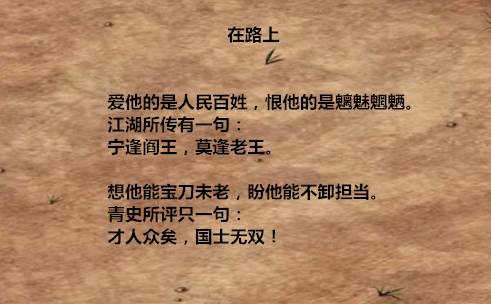 在路上
爱他的是人民百姓，恨他的是魑魅魍魉。
江湖所传有一句：
宁逢阎王，莫逢老王。
想他能宝刀未老，盼他能不卸担当。
青史所评只一句：
才人众矣，国士无双！